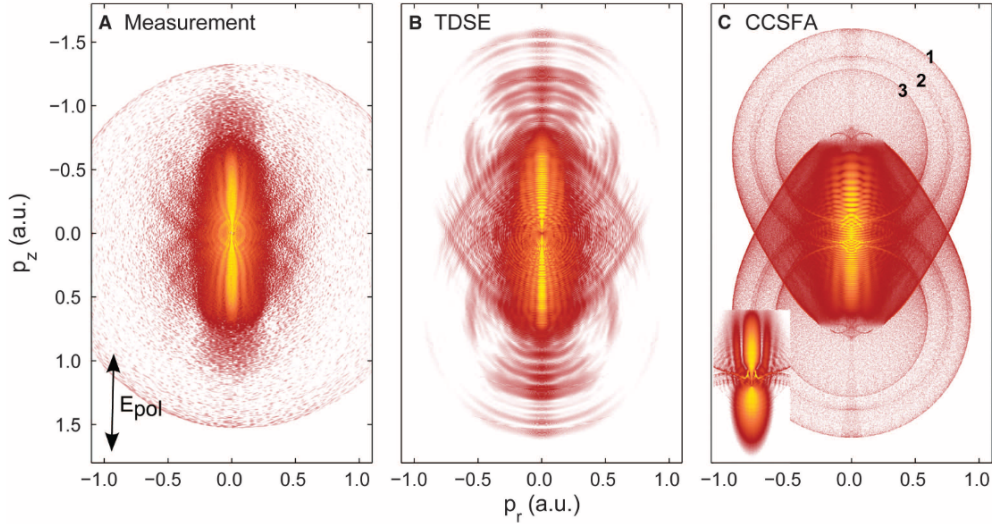 A Measurement
B TDSE
C CCSFA
−1.5
−1.0
−0.5
0.0
0.5
1.0
1.5
p_z (a.u.)
E_pol
1
2
3
−1.0 −0.5 0.0 0.5 1.0
−1.0 −0.5 0.0 0.5 1.0
−1.0 −0.5 0.0 0.5 1.0
p_r (a.u.)